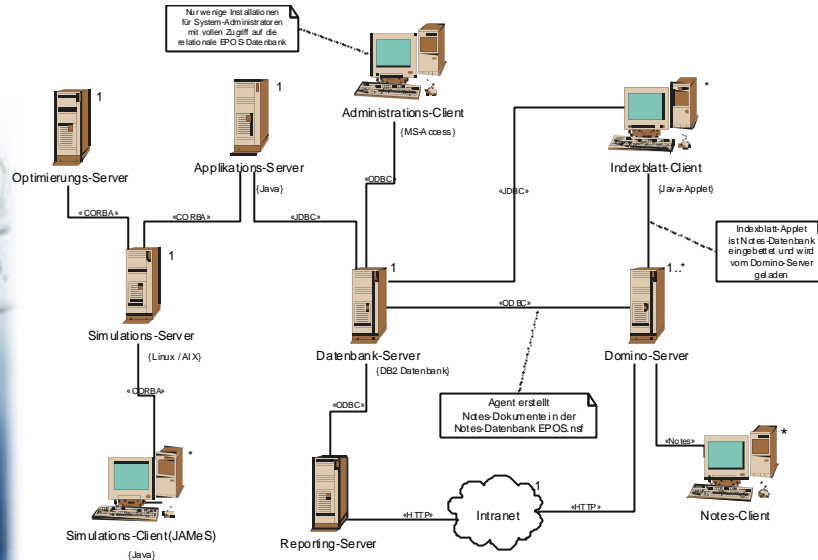 Nur wenige Installationen
für System-Administratoren
mit vollen Zugriff auf die
relationale EPOS-Datenbank
1
Optimierungs-Server
1
Applikations-Server
{Java}
Administrations-Client
{MS-Access}
*
Indexblatt-Client
{Java-Applet}
«CORBA»
«CORBA»
«JDBC»
«ODBC»
«JDBC»
Indexblatt-Applet
ist Notes-Datenbank
eingebettet und wird
vom Domino-Server
geladen
1
Simulations-Server
{Linux / AIX}
1
Datenbank-Server
{DB2 Datenbank}
«ODBC»
1..*
Domino-Server
«CORBA»
«ODBC»
Agent erstellt
Notes-Dokumente in der
Notes-Datenbank EPOS.nsf
«Notes»
*
Simulations-Client(JAMeS)
{Java}
Reporting-Server
«HTTP»
1
Intranet
«HTTP»
*
Notes-Client